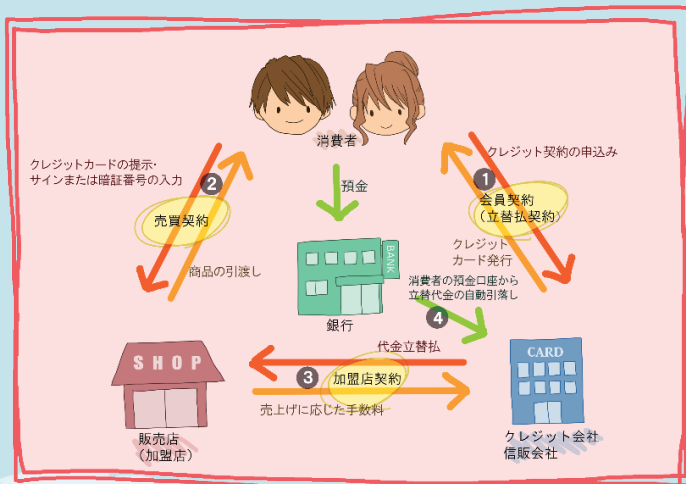 消費者
クレジットカードの提示・
サインまたは暗証番号の入力
2
売買契約
商品の引渡し
クレジット契約の申込み
1
会員契約
（立替払契約）
クレジット
カード発行
預金
BANK
銀行
消費者の預金口座から
立替代金の自動引落し
4
代金立替払
3
加盟店契約
売上げに応じた手数料
SHOP
販売店
（加盟店）
CARD
クレジット会社
信販会社